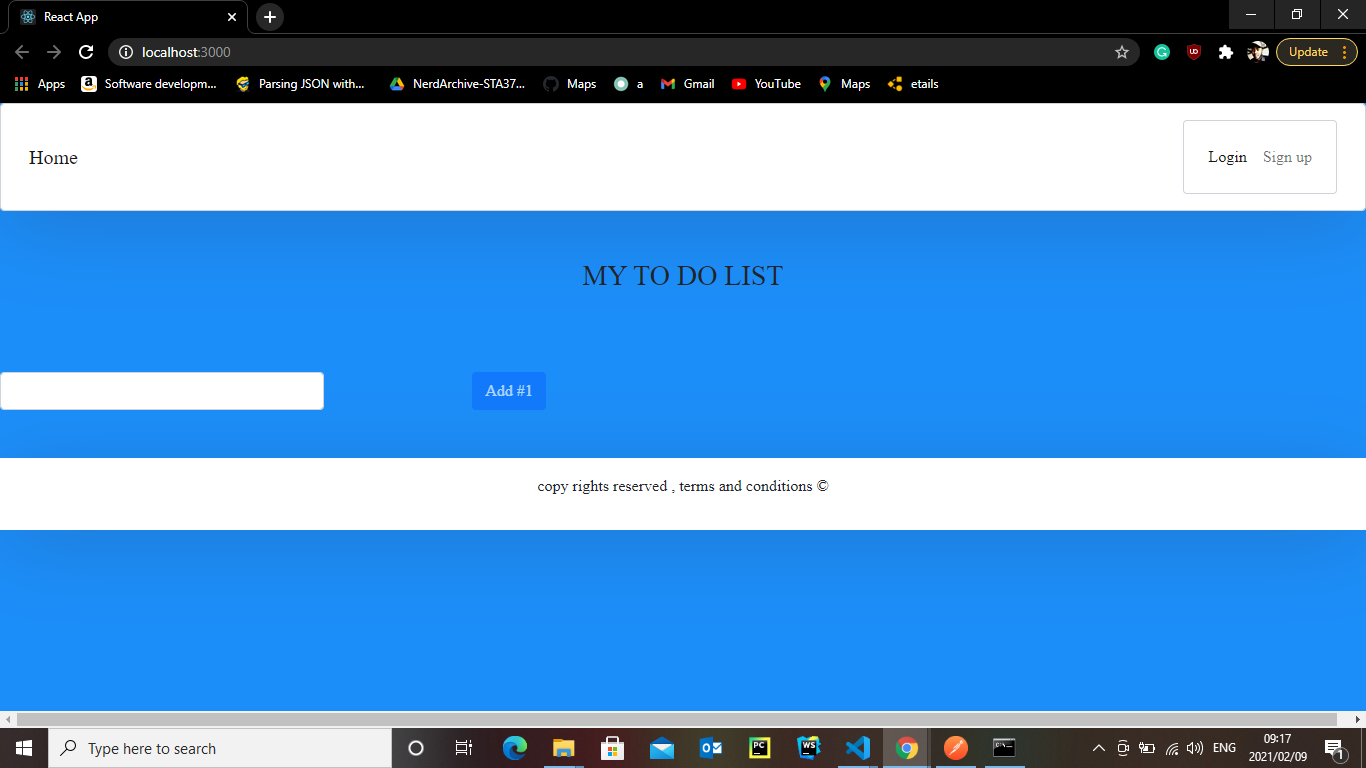 React App
localhost:3000
Update
Apps
Software developm...
Parsing JSON with...
NerdArchive-STA37...
Maps
a
Gmail
YouTube
Maps
etails
Home
Login
Sign up
MY TO DO LIST
Add #1
copy rights reserved , terms and conditions ©
Type here to search
ENG
09:17
2021/02/09
1